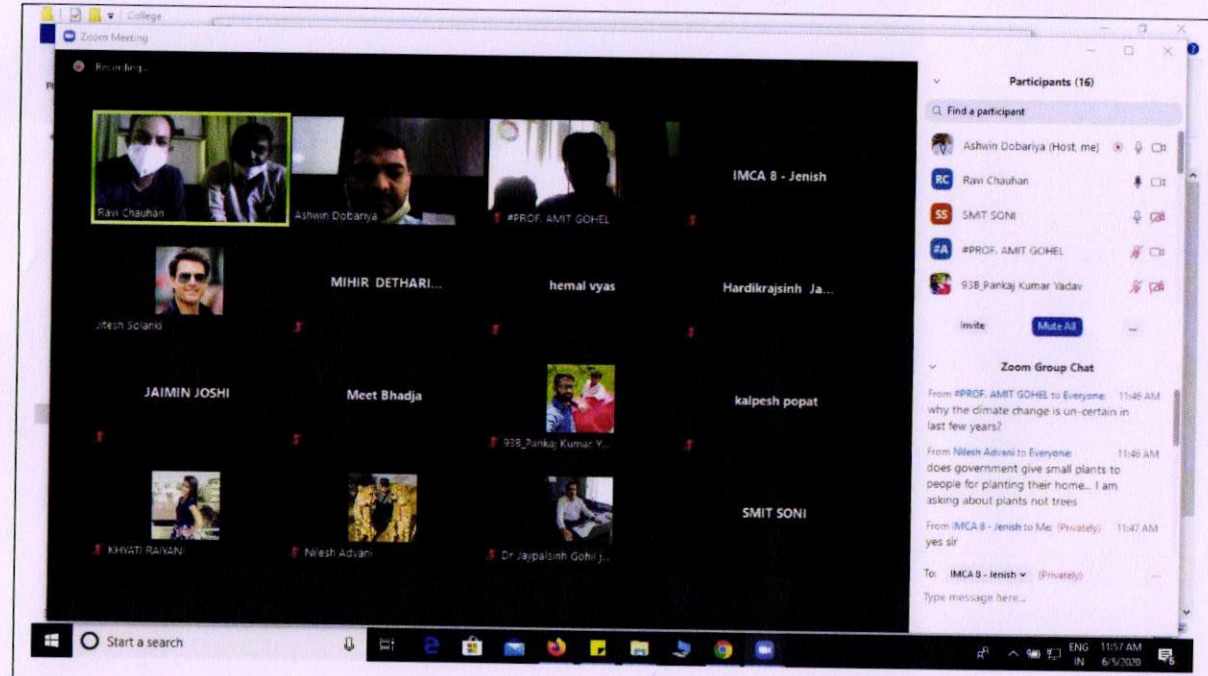 College
Zoom Meeting
Recording...
Ravi Chauhan
Ashwin Dobariya
#PROF. AMIT GOHEL
IMCA 8 - Jenish
Jitesh Solanki
MIHIR DETHARI...
hemal vyas
Hardikrajsinh Ja...
JAIMIN JOSHI
Meet Bhadja
93B_Pankaj Kumar Y...
kalpesh popat
KHYATI RAIYANI
Nilesh Advani
Dr Jaypalsinh Gohil j...
SMIT SONI
Participants (16)
Find a participant
Ashwin Dobariya (Host, me)
RC Ravi Chauhan
SS SMIT SONI
#A #PROF. AMIT GOHEL
93B_Pankaj Kumar Yadav
Invite Mute All ...
Zoom Group Chat
From #PROF. AMIT GOHEL to Everyone: 11:46 AM
why the climate change is un-certain in
last few years?
From Nilesh Advani to Everyone: 11:46 AM
does government give small plants to
people for planting their home... I am
asking about plants not trees
From IMCA 8 - Jenish to Me: (Privately) 11:47 AM
yes sir
To: IMCA 8 - Jenish (Privately) ...
Type message here...
Start a search
ENG 11:57 AM
IN 6/5/2020
6